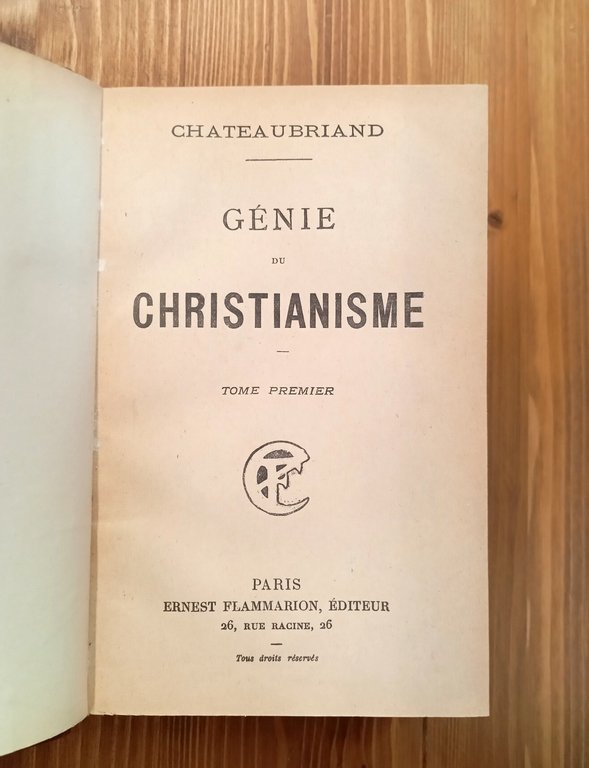 CHATEAUBRIAND
GÉNIE
DU
CHRISTIANISME
TOME PREMIER
PARIS
ERNEST FLAMMARION, ÉDITEUR
26, RUE RACINE, 26
Tous droits réservés